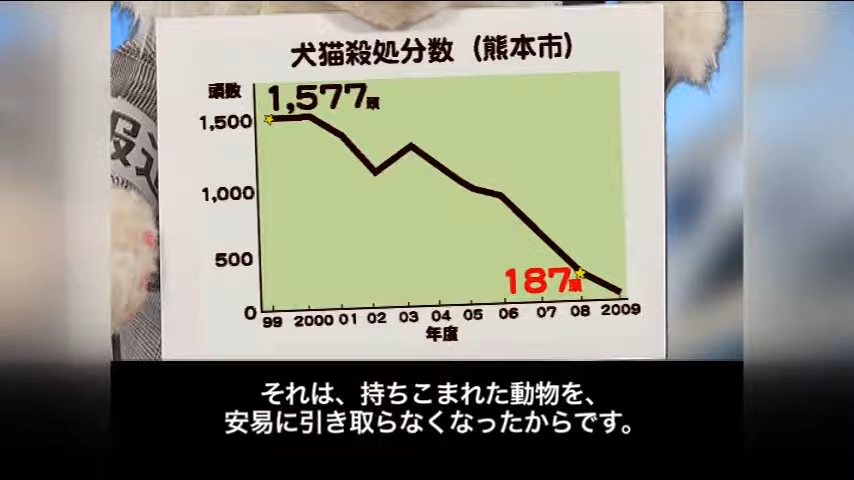 犬猫殺処分数（熊本市）
頭数
1,577頭
1,500
1,000
500
187頭
0
99 2000 01 02 03 04 05 06 07 08 2009
年度
それは、持ちこまれた動物を、
安易に引き取らなくなったからです。